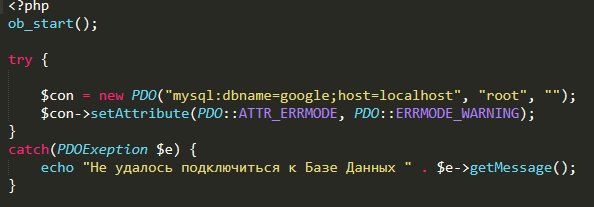 <?php
ob_start();
try {
$con = new PDO("mysql:dbname=google;host=localhost", "root", "");
$con->setAttribute(PDO::ATTR_ERRMODE, PDO::ERRMODE_WARNING);
}
catch(PDOExeption $e) {
echo "Не удалось подключиться к Базе Данных " . $e->getMessage();
}